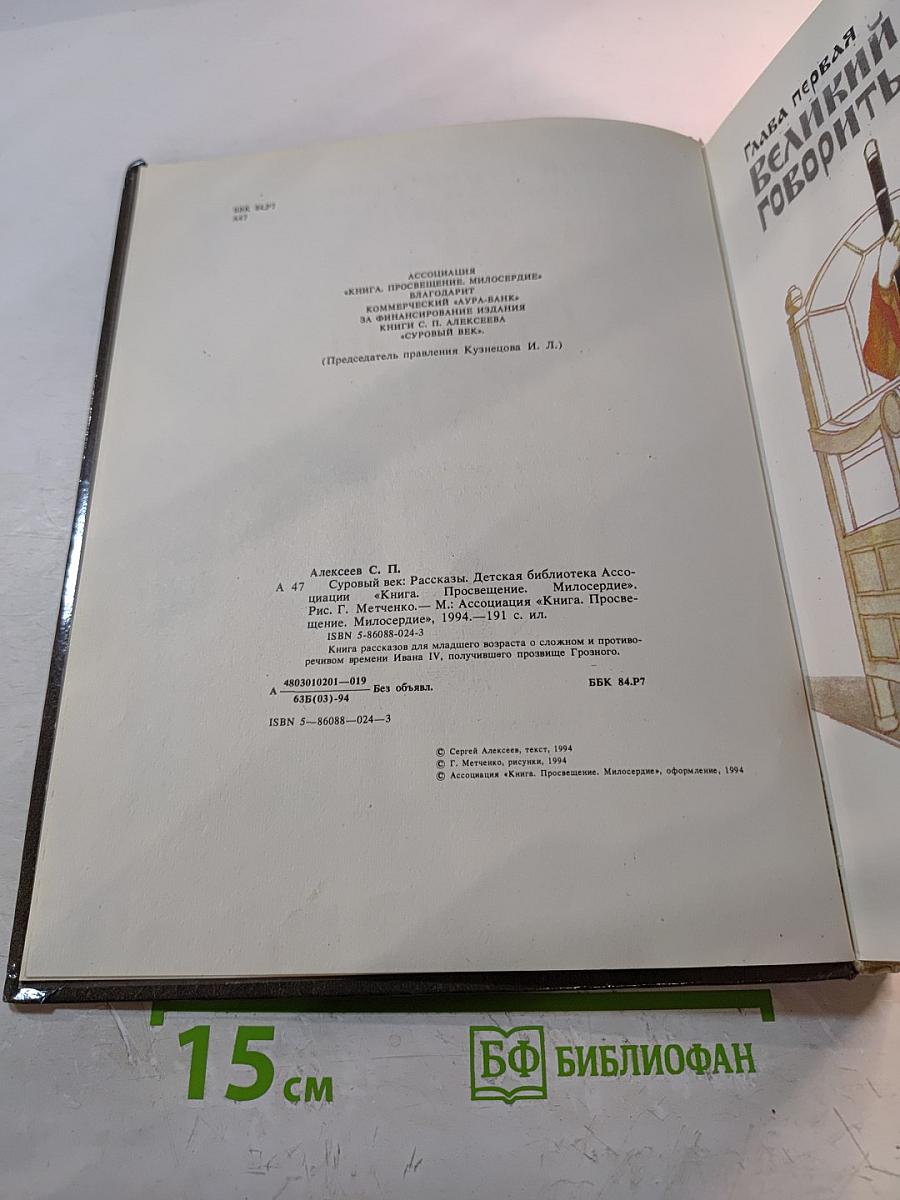 ББК 84.Р7
А47
АССОЦИАЦИЯ
«КНИГА. ПРОСВЕЩЕНИЕ. МИЛОСЕРДИЕ»
БЛАГОДАРИТ
КОММЕРЧЕСКИЙ «АУРА-БАНК»
ЗА ФИНАНСИРОВАНИЕ ИЗДАНИЯ
КНИГИ С. П. АЛЕКСЕЕВА
«СУРОВЫЙ ВЕК».
(Председатель правления Кузнецова И. Л.)
Алексеев С. П.
А 47 Суровый век: Рассказы. Детская библиотека Ассо-
циации «Книга. Просвещение. Милосердие».
Рис. Г. Метченко.— М.: Ассоциация «Книга. Просве-
щение. Милосердие», 1994.—191 с. ил.
ISBN 5-86088-024-3
Книга рассказов для младшего возраста о сложном и противо-
речивом времени Ивана IV, получившего прозвище Грозного.
А 4803010201—019 Без объявл.
63Б(03)-94
ББК 84.Р7
ISBN 5—86088—024—3
© Сергей Алексеев, текст, 1994
© Г. Метченко, рисунки, 1994
© Ассоциация «Книга. Просвещение. Милосердие», оформление, 1994
Глава первая
ВЕЛИКИЙ
ГОВОРИТЬ
15 см
БФ БИБЛИОФАН